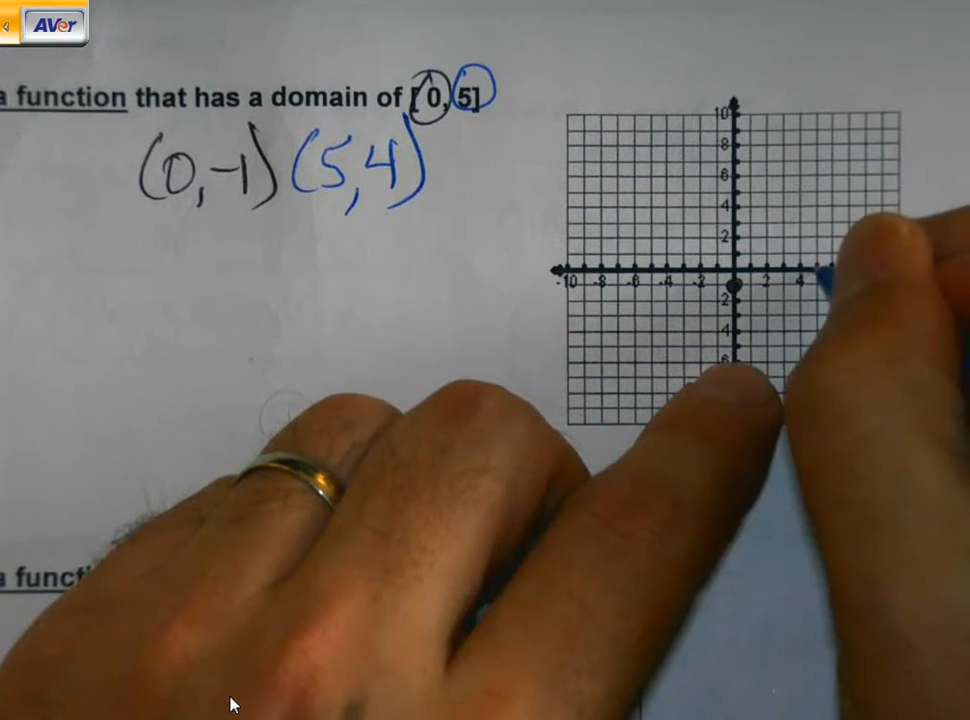 AVer
a function that has a domain of [ 0, 5]
(0,-1) (5,4)
10
8
6
4
2
-10 -8 -6 -4 -2 2 4
2
4
6
a funct